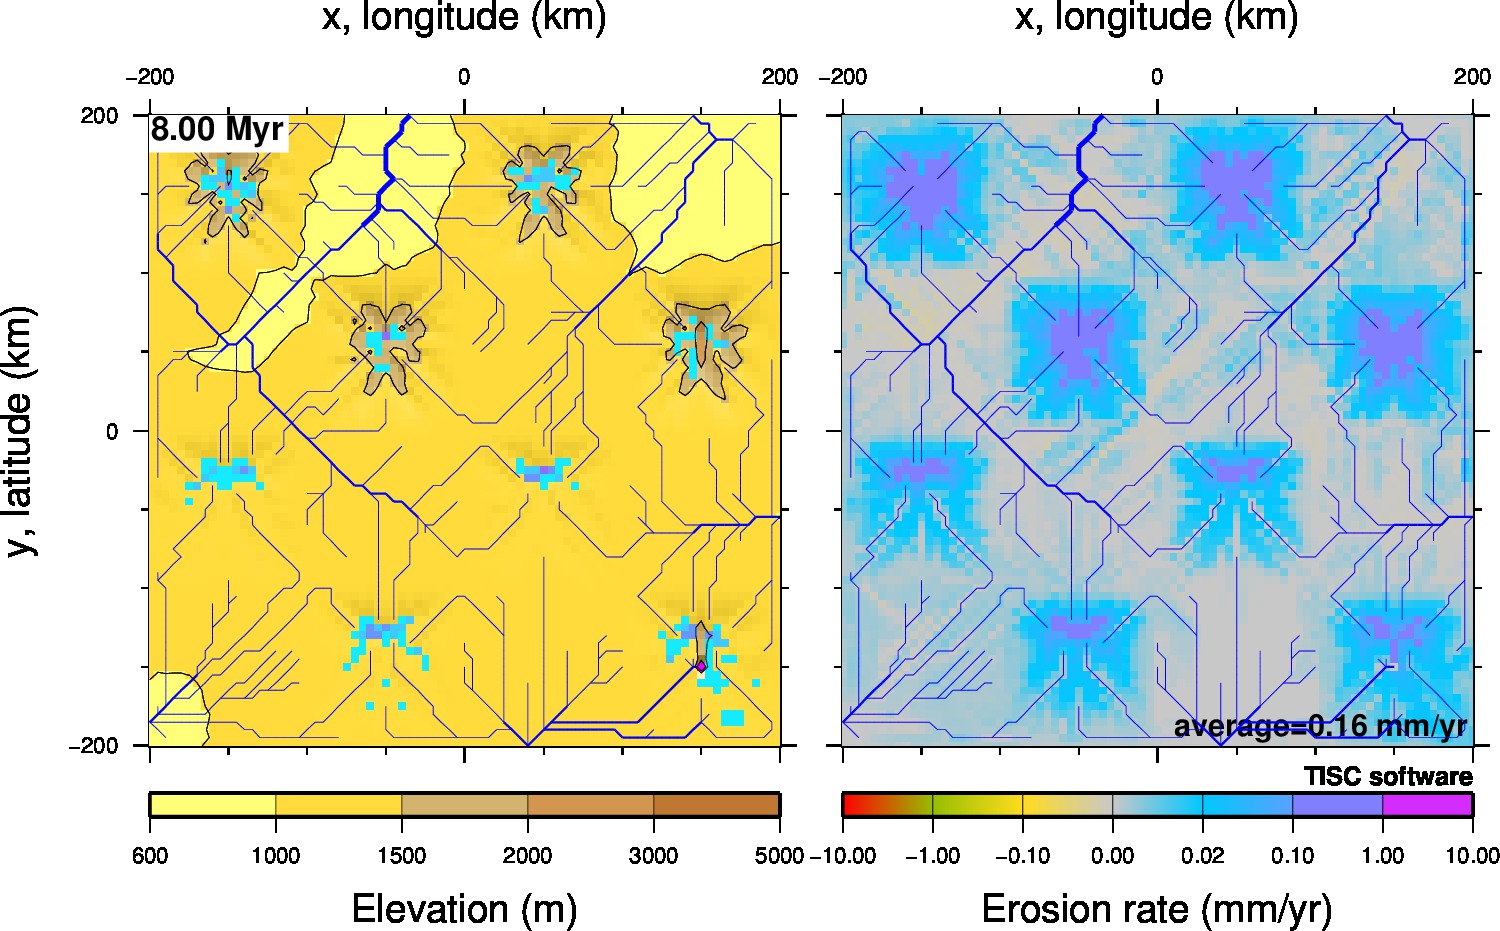 x, longitude (km) x, longitude (km)
−200 0 200 −200 0 200
200
8.00 Myr
y, latitude (km)
0
−200
average=0.16 mm/yr
TISC software
600 1000 1500 2000 3000 5000 −10.00 −1.00 −0.10 0.00 0.02 0.10 1.00 10.00
Elevation (m) Erosion rate (mm/yr)